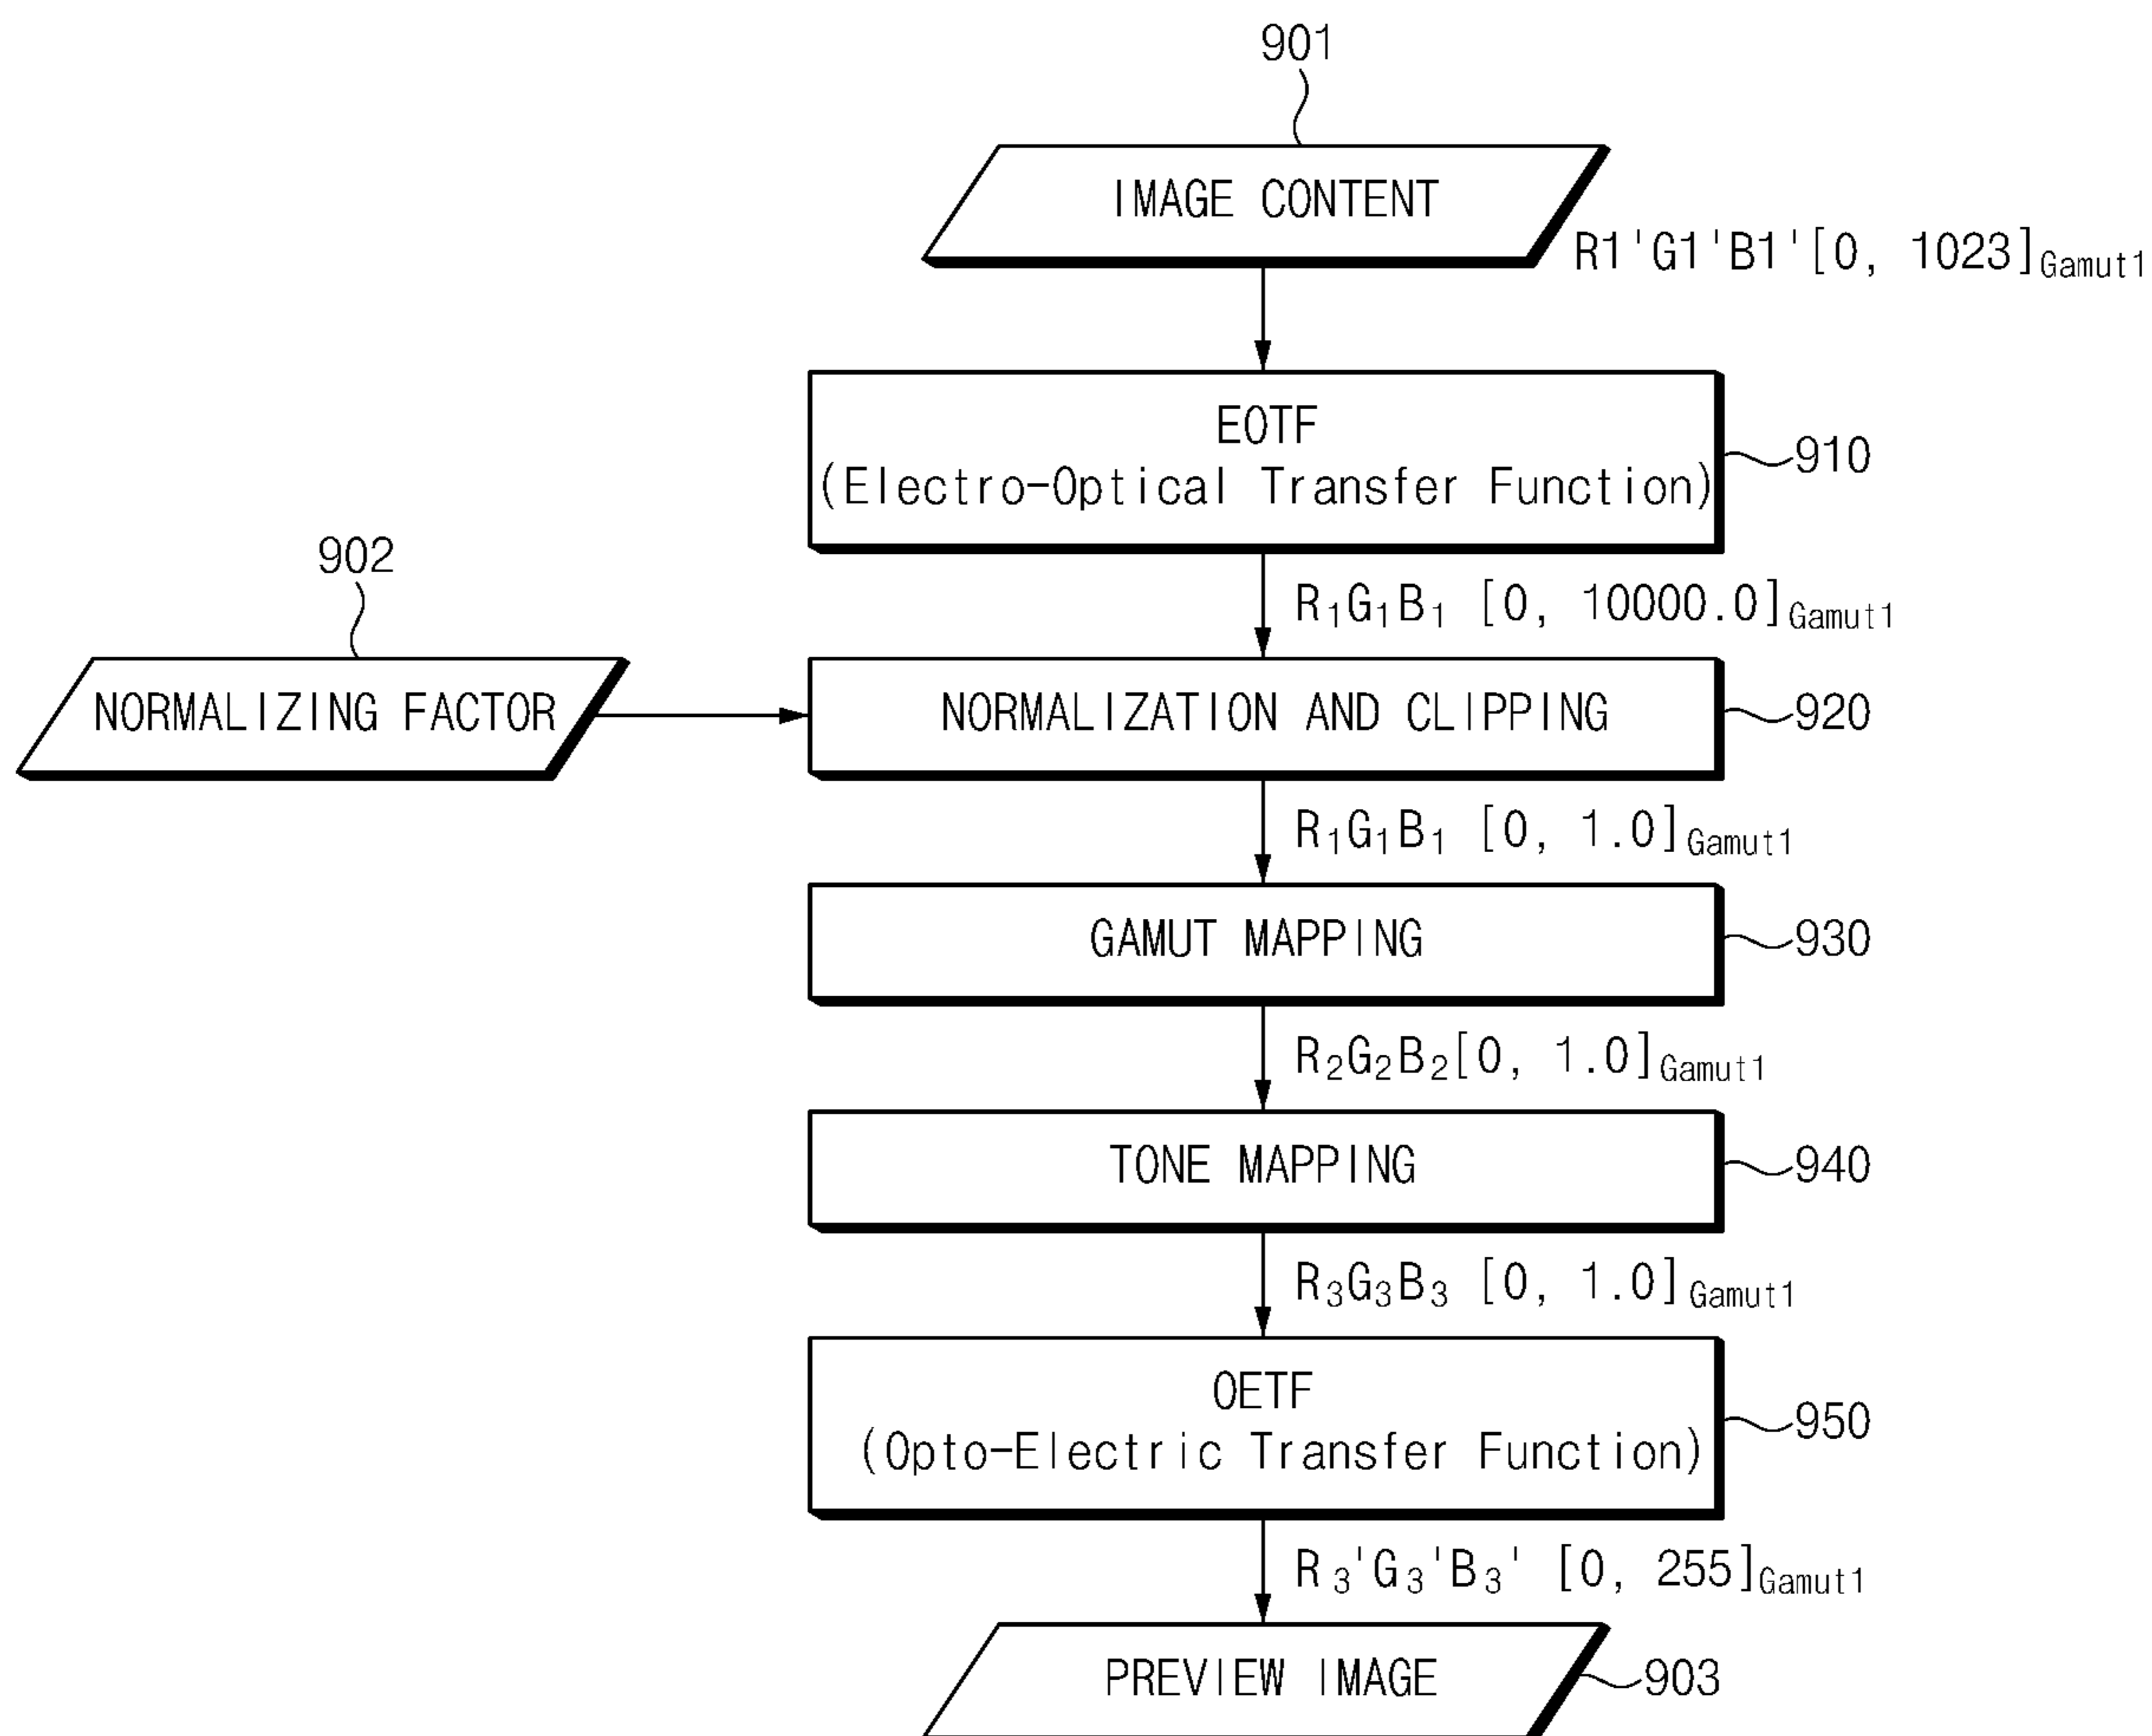 901
IMAGE CONTENT
R1'G1'B1'[0, 1023]Gamut1
EOTF
(Electro-Optical Transfer Function)
910
902
R₁G₁B₁ [0, 10000.0]Gamut1
NORMALIZING FACTOR
NORMALIZATION AND CLIPPING
920
R₁G₁B₁ [0, 1.0]Gamut1
GAMUT MAPPING
930
R₂G₂B₂[0, 1.0]Gamut1
TONE MAPPING
940
R₃G₃B₃ [0, 1.0]Gamut1
OETF
(Opto-Electric Transfer Function)
950
R₃'G₃'B₃' [0, 255]Gamut1
PREVIEW IMAGE
903